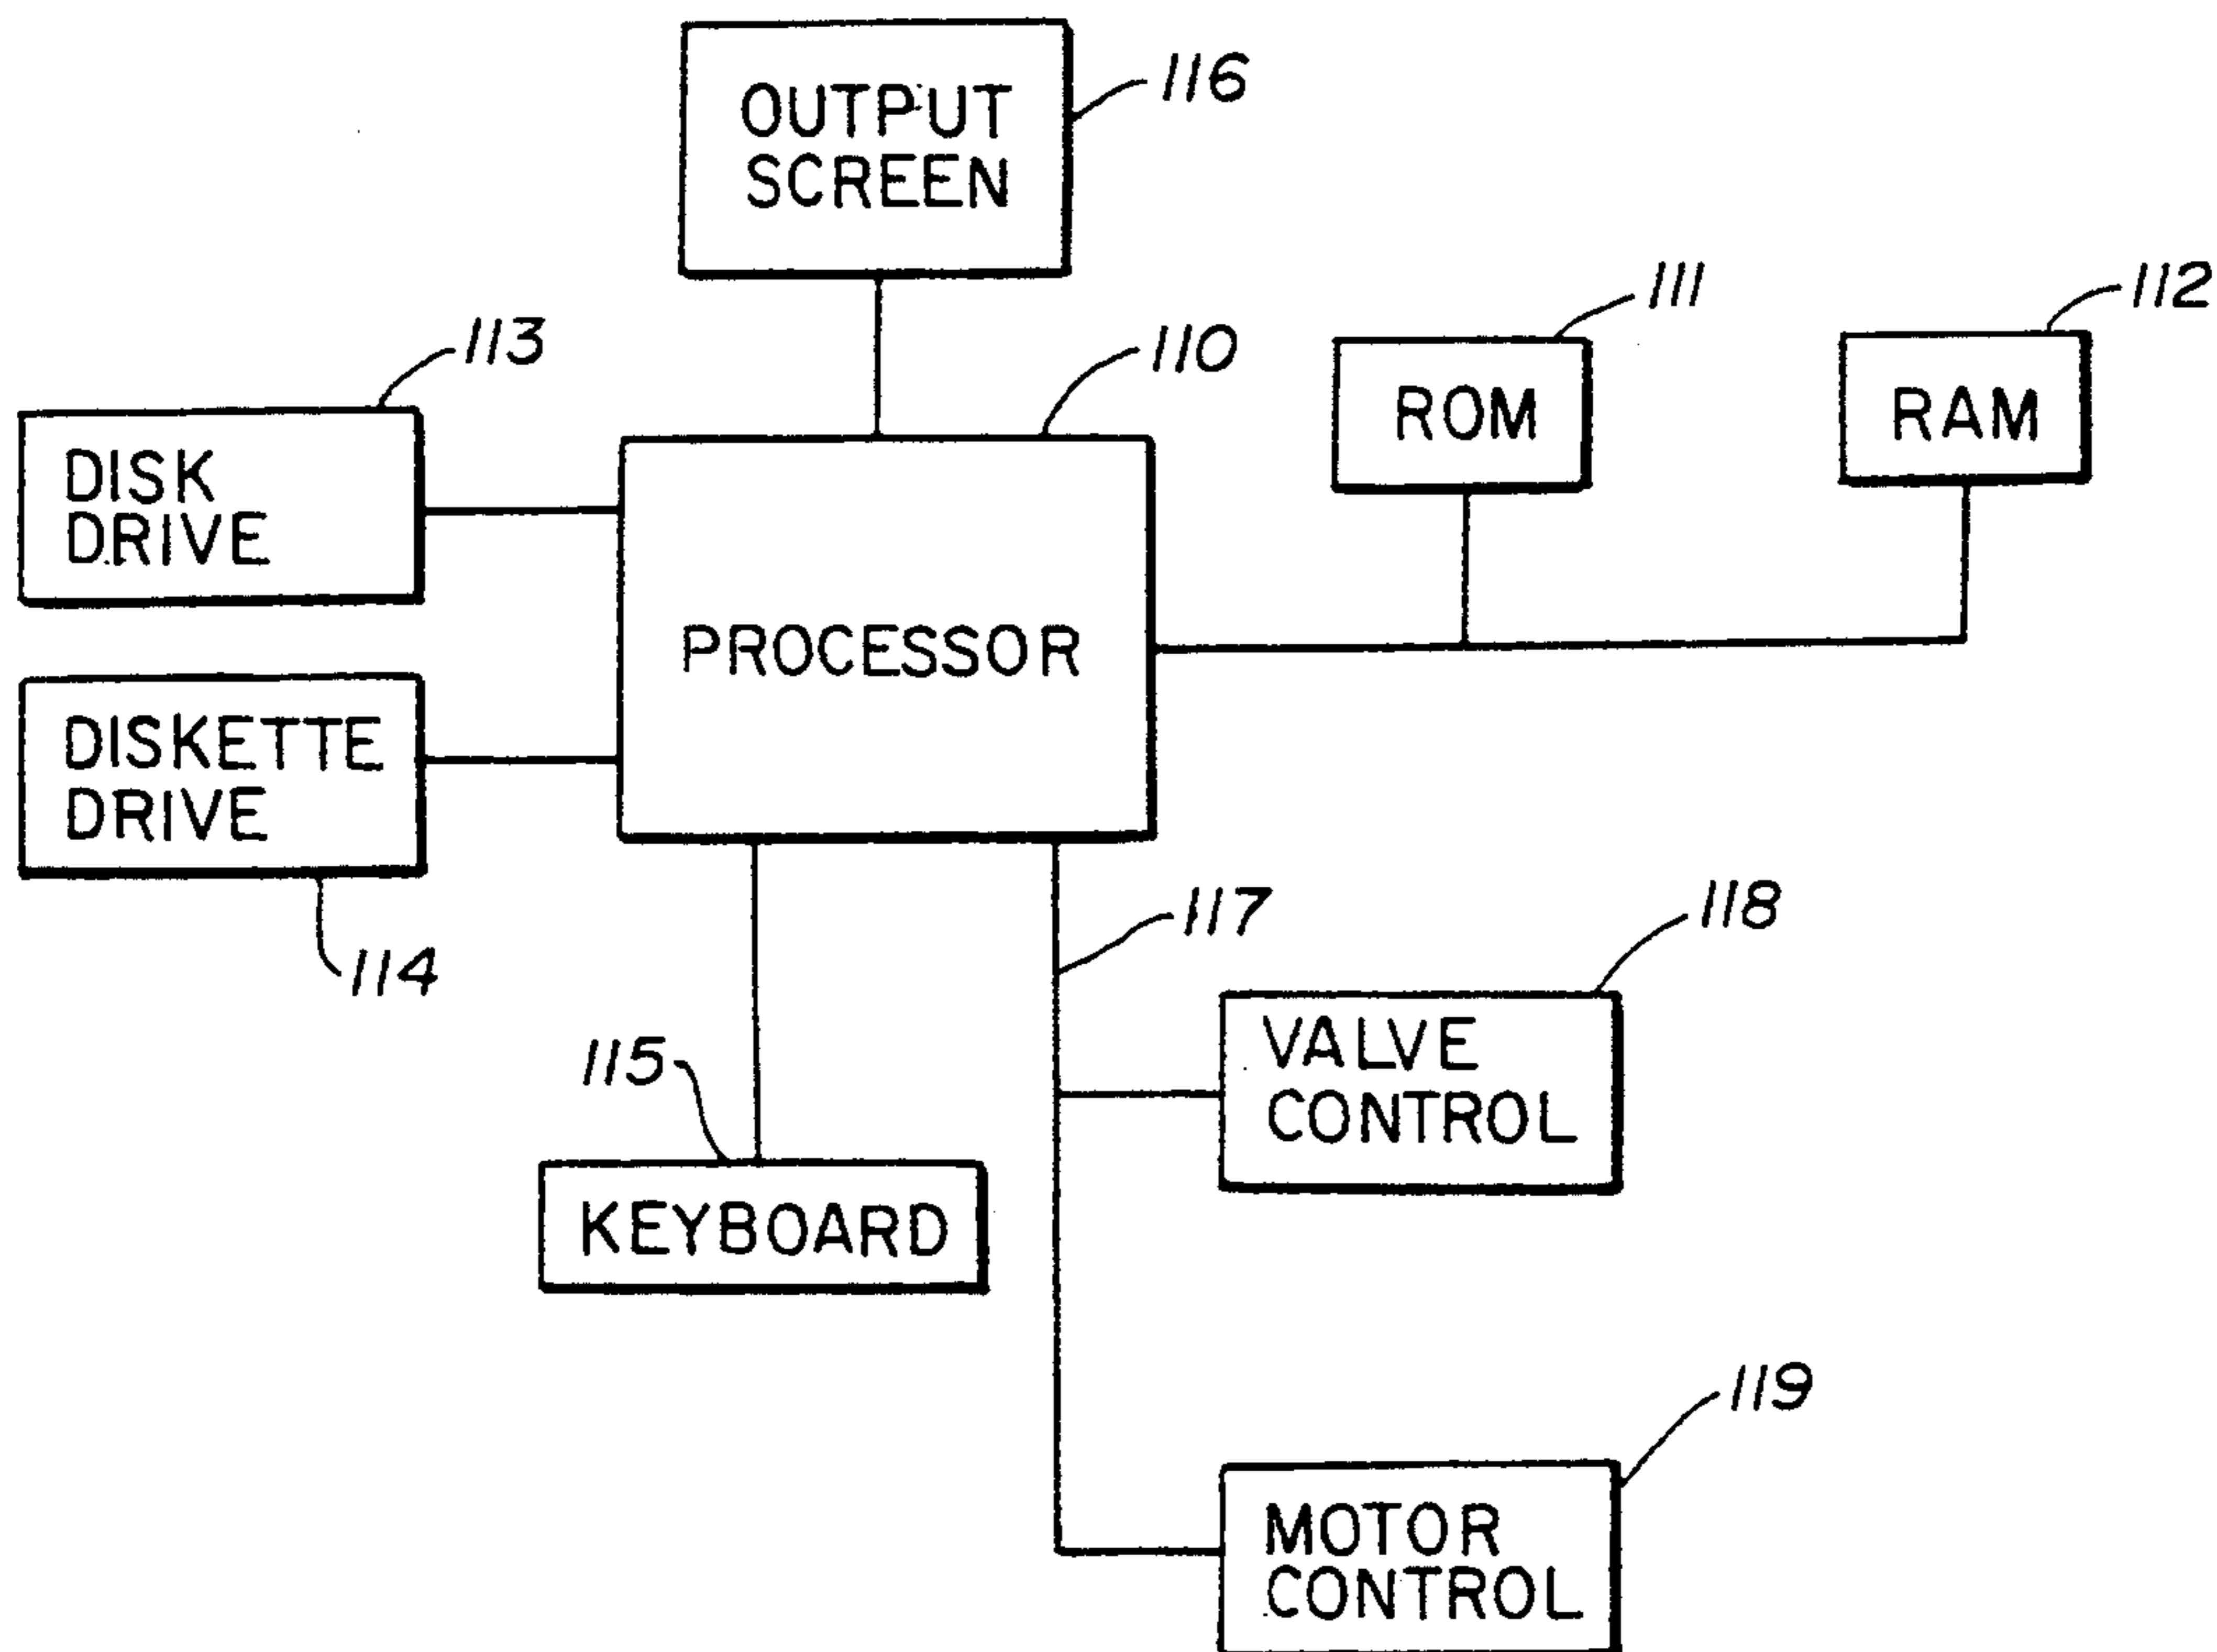 OUTPUT
SCREEN
116
113
110
111
112
DISK
DRIVE
ROM
RAM
PROCESSOR
DISKETTE
DRIVE
114
117
118
115
VALVE
CONTROL
KEYBOARD
119
MOTOR
CONTROL